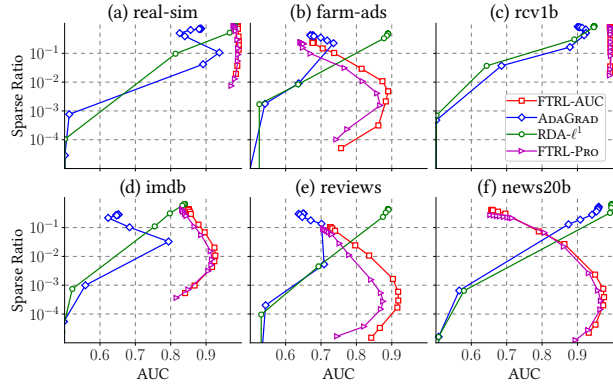 (a) real-sim (b) farm-ads (c) rcv1b
Sparse Ratio
10⁻¹
10⁻²
10⁻³
10⁻⁴
FTRL-AUC
AdaGrad
RDA-ℓ¹
FTRL-Pro
(d) imdb (e) reviews (f) news20b
Sparse Ratio
10⁻¹
10⁻²
10⁻³
10⁻⁴
0.6 0.7 0.8 0.9 0.6 0.7 0.8 0.9 0.6 0.7 0.8 0.9
AUC AUC AUC